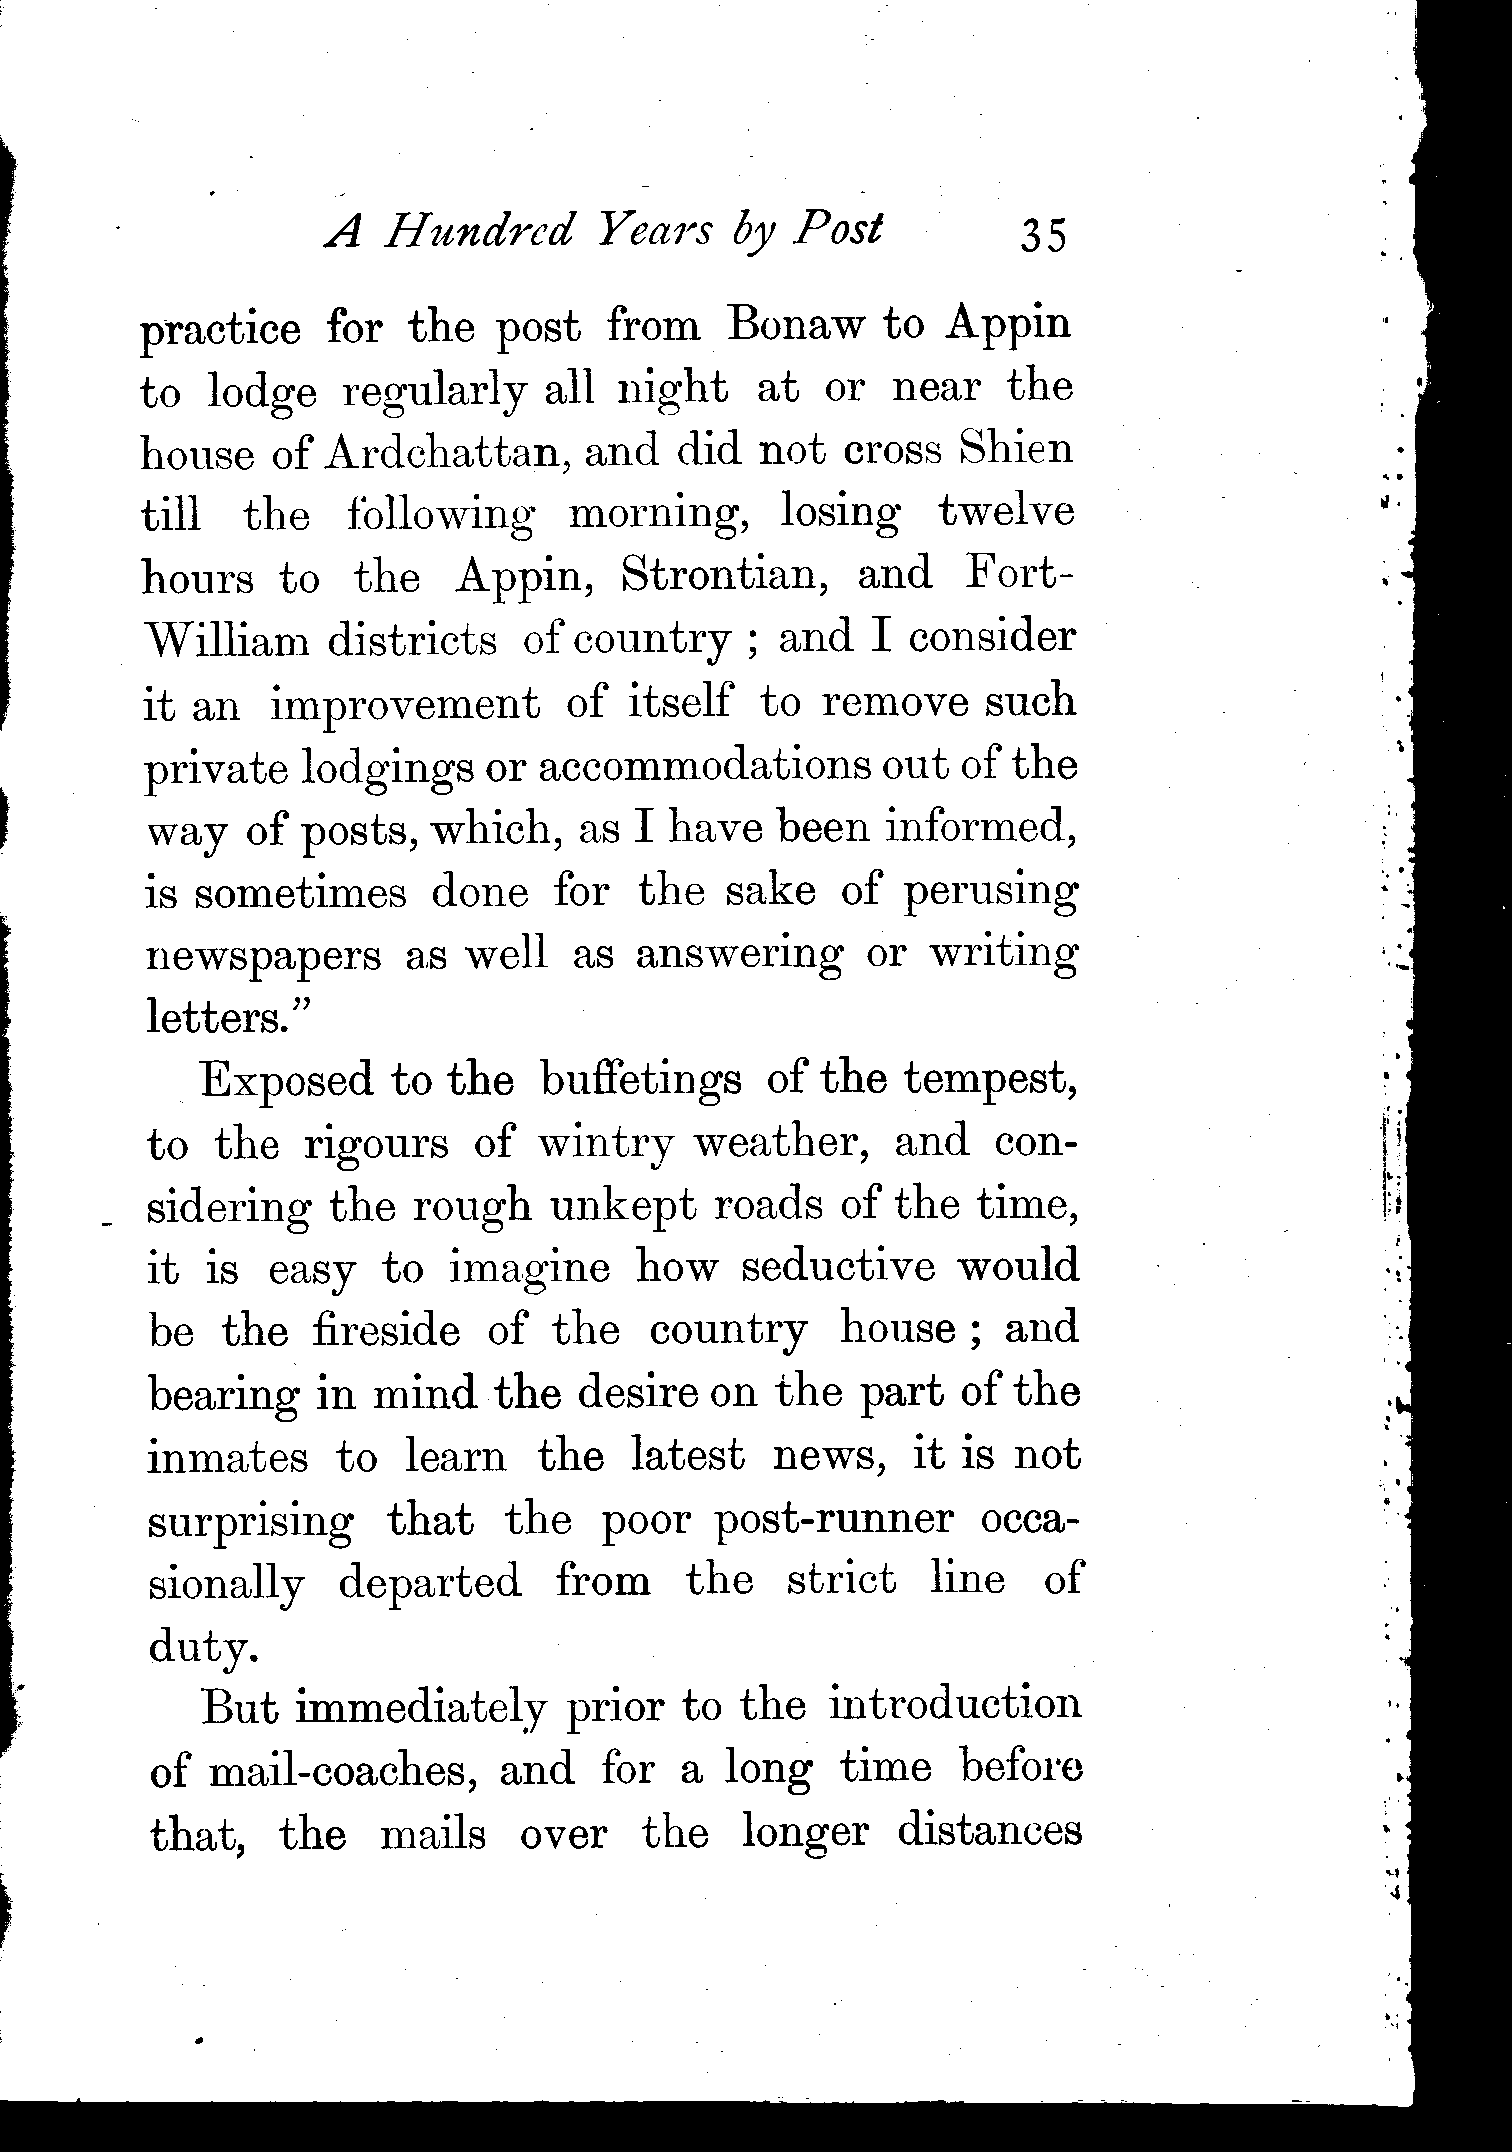 A Hundred Years by Post 35
practice for the post from Bonaw to Appin
to lodge regularly all night at or near the
house of Ardchattan, and did not cross Shien
till the following morning, losing twelve
hours to the Appin, Strontian, and Fort-
William districts of country ; and I consider
it an improvement of itself to remove such
private lodgings or accommodations out of the
way of posts, which, as I have been informed,
is sometimes done for the sake of perusing
newspapers as well as answering or writing
letters.”
Exposed to the buffetings of the tempest,
to the rigours of wintry weather, and con-
sidering the rough unkept roads of the time,
it is easy to imagine how seductive would
be the fireside of the country house ; and
bearing in mind the desire on the part of the
inmates to learn the latest news, it is not
surprising that the poor post-runner occa-
sionally departed from the strict line of
duty.
But immediately prior to the introduction
of mail-coaches, and for a long time before
that, the mails over the longer distances